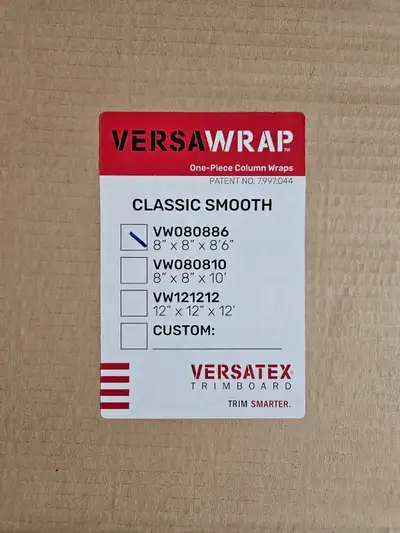 VERSAWRAP™
One-Piece Column Wraps
PATENT NO. 7,997,044
CLASSIC SMOOTH
VW080886
8" x 8" x 8'6"
VW080810
8" x 8" x 10'
VW121212
12" x 12" x 12'
CUSTOM:
VERSATEX®
TRIMBOARD
TRIM SMARTER.